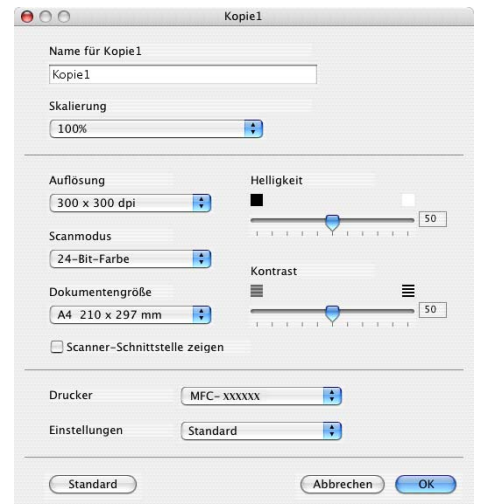 Kopie1
Name für Kopie1
Kopie1
Skalierung
100%
Auflösung
300 x 300 dpi
Scanmodus
24-Bit-Farbe
Dokumentengröße
A4 210 x 297 mm
Scanner-Schnittstelle zeigen
Helligkeit
50
Kontrast
50
Drucker
MFC- xxxxxx
Einstellungen
Standard
Standard
Abbrechen
OK